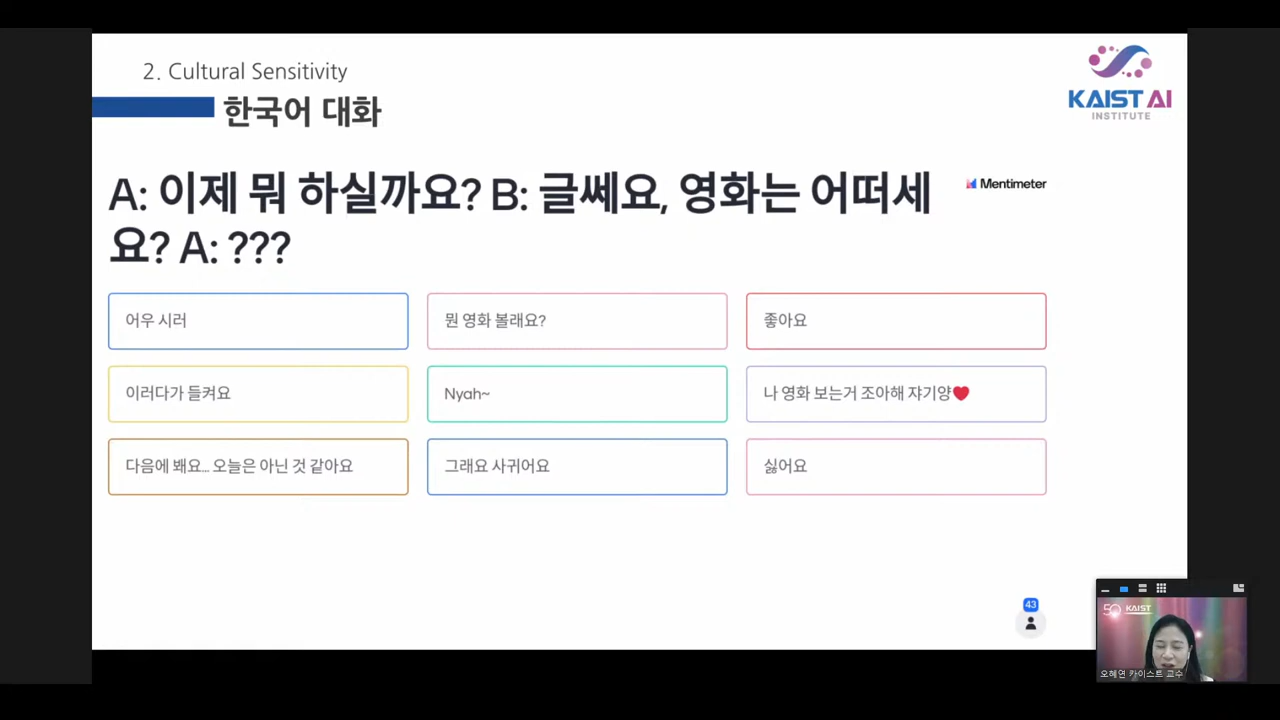 2. Cultural Sensitivity
한국어 대화
KAIST AI
INSTITUTE
A: 이제 뭐 하실까요? B: 글쎄요, 영화는 어떠세
요? A: ???
Mentimeter
어우 시러
뭔 영화 볼래요?
좋아요
이러다가 들켜요
Nyah~
나 영화 보는거 조아해 쟈기양❤️
다음에 봬요... 오늘은 아닌 것 같아요
그래요 사귀어요
싫어요
43
50 KAIST
오혜연 카이스트 교수